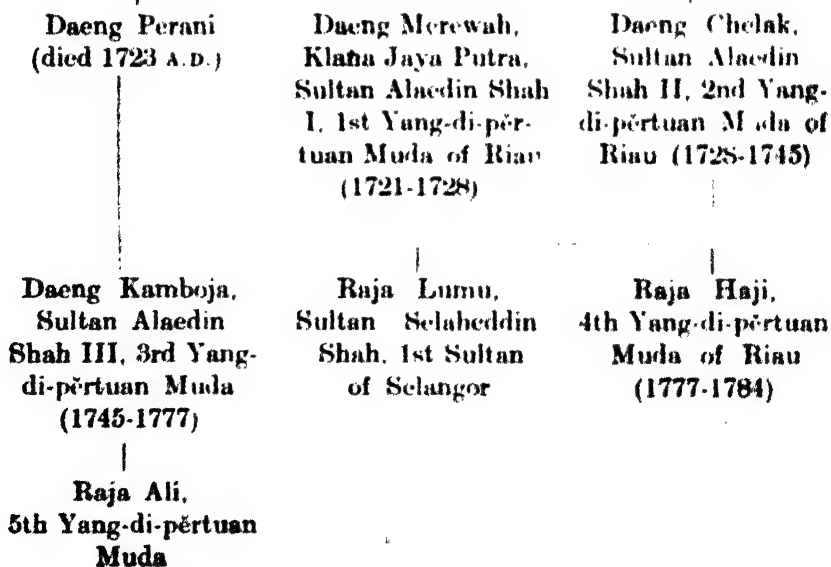 Daeng Perani
(died 1723 A.D.)
Daeng Merewah,
Klaña Jaya Putra,
Sultan Alaedin Shah
I, 1st Yang-di-pĕr-
tuan Muda of Riau
(1721-1728)
Daeng Chelak,
Sultan Alaedin
Shah II, 2nd Yang-
di-pĕrtuan Muda of
Riau (1728-1745)
Daeng Kamboja,
Sultan Alaedin
Shah III, 3rd Yang-
di-pĕrtuan Muda
(1745-1777)
Raja Lumu,
Sultan Selaheddin
Shah, 1st Sultan
of Selangor
Raja Haji,
4th Yang-di-pĕrtuan
Muda of Riau
(1777-1784)
Raja Ali,
5th Yang-di-pĕrtuan
Muda